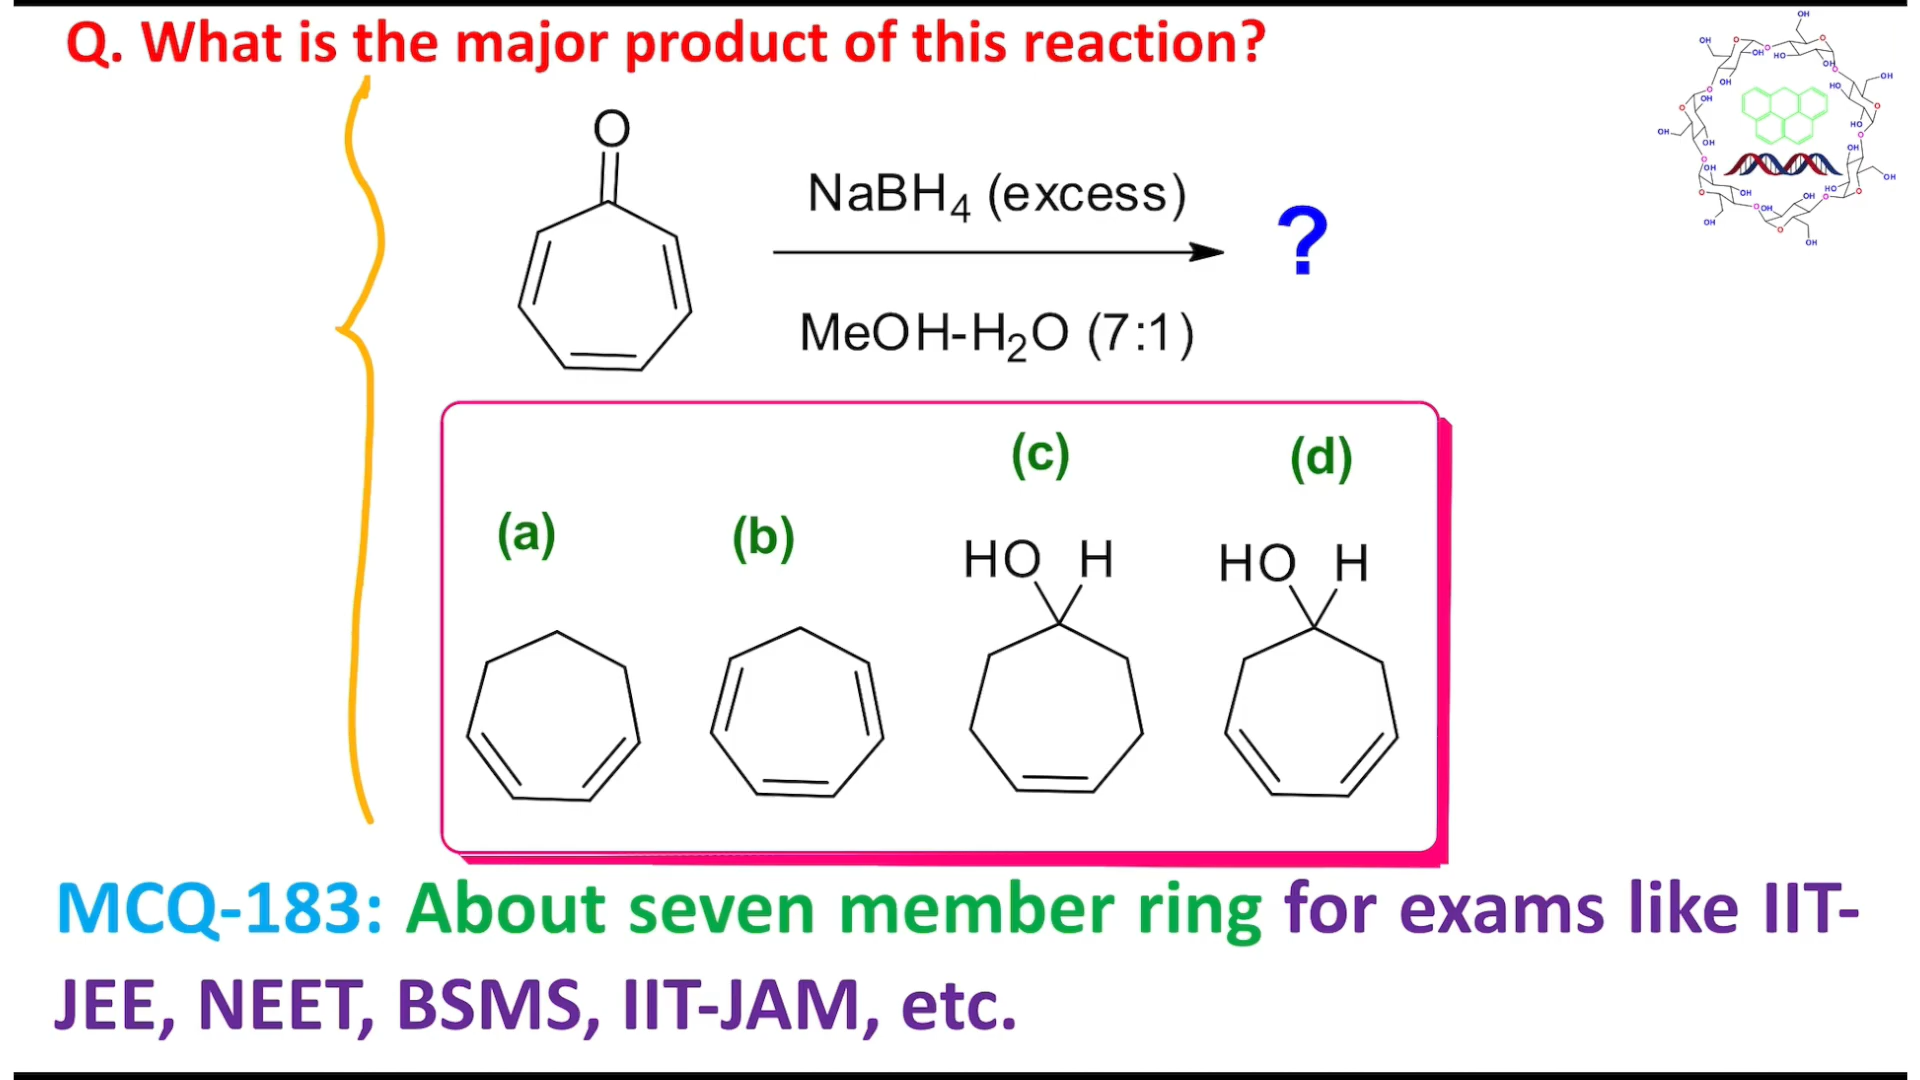 Q. What is the major product of this reaction?
O
NaBH4 (excess)
?
MeOH-H2O (7:1)
(c)
(d)
(a)
(b)
HO H
HO H
MCQ-183: About seven member ring for exams like IIT-
JEE, NEET, BSMS, IIT-JAM, etc.